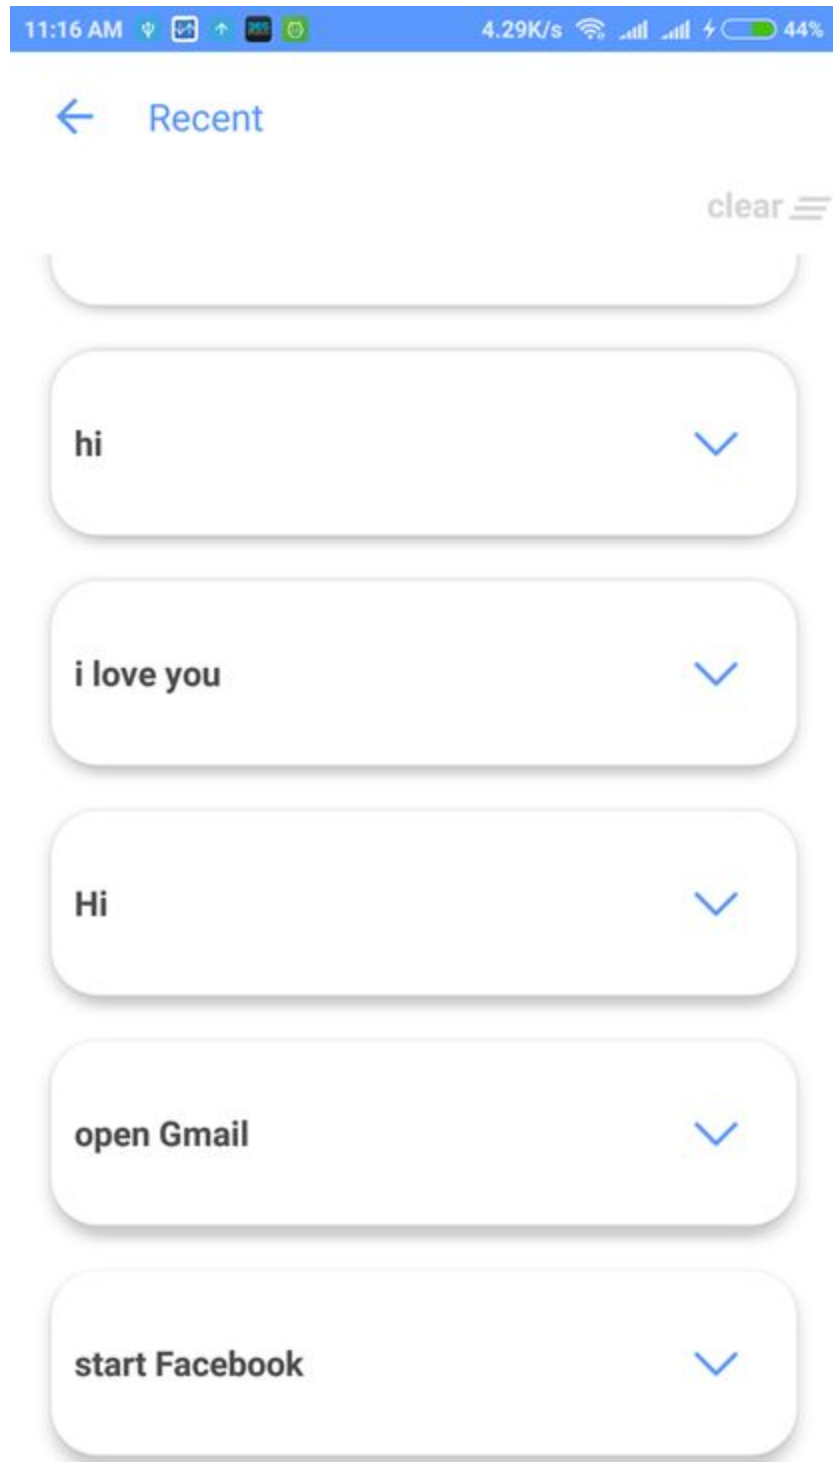 11:16 AM 4.29K/s 44%
Recent
clear
hi
i love you
Hi
open Gmail
start Facebook